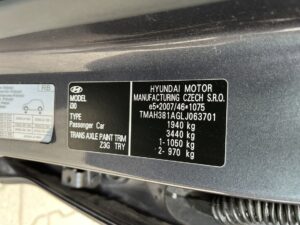 RB
HYUNDAI MOTOR
MANUFACTURING CZECH S.R.O.
e5*2007/46*1075
TMAH381AGLJ063701
1940 kg
3440 kg
1- 1050 kg
2- 970 kg
MODEL
i30
TYPE
Passenger Car
TRANS AXLE PAINT TRIM
Z3G TRY